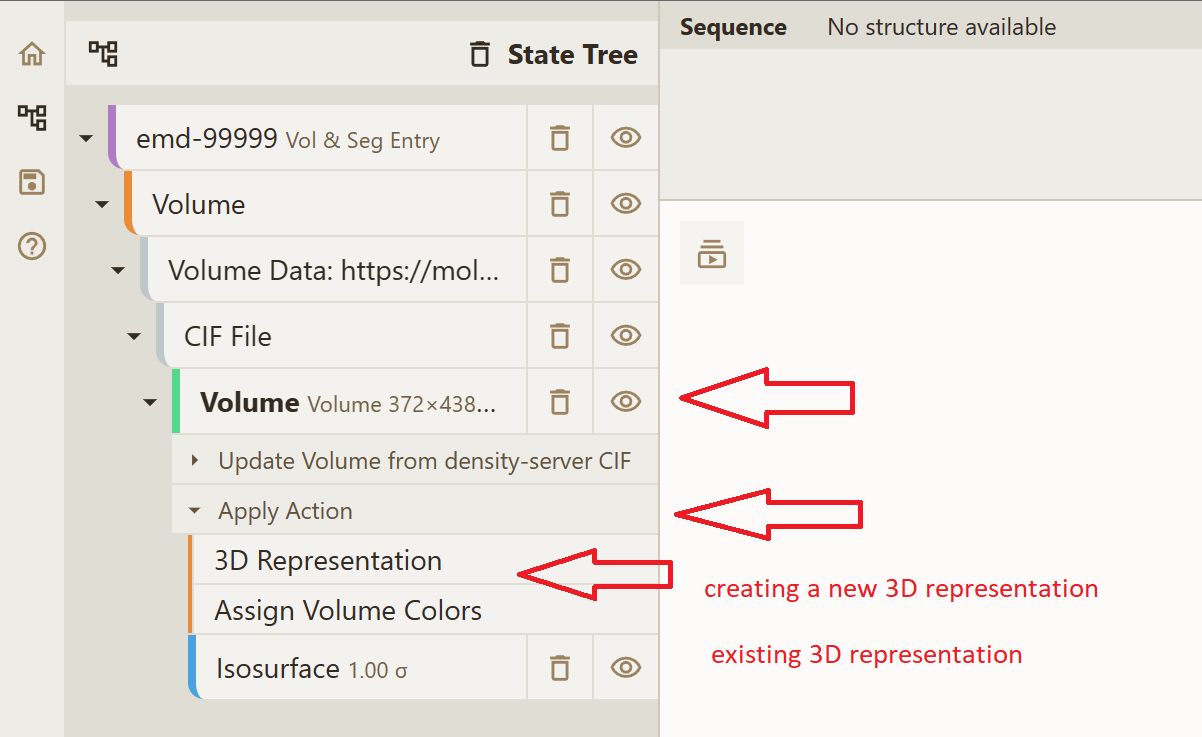 Sequence No structure available
State Tree
emd-99999 Vol & Seg Entry
Volume
Volume Data: https://mol...
CIF File
Volume Volume 372×438...
Update Volume from density-server CIF
Apply Action
3D Representation
creating a new 3D representation
Assign Volume Colors
existing 3D representation
Isosurface 1.00 σ